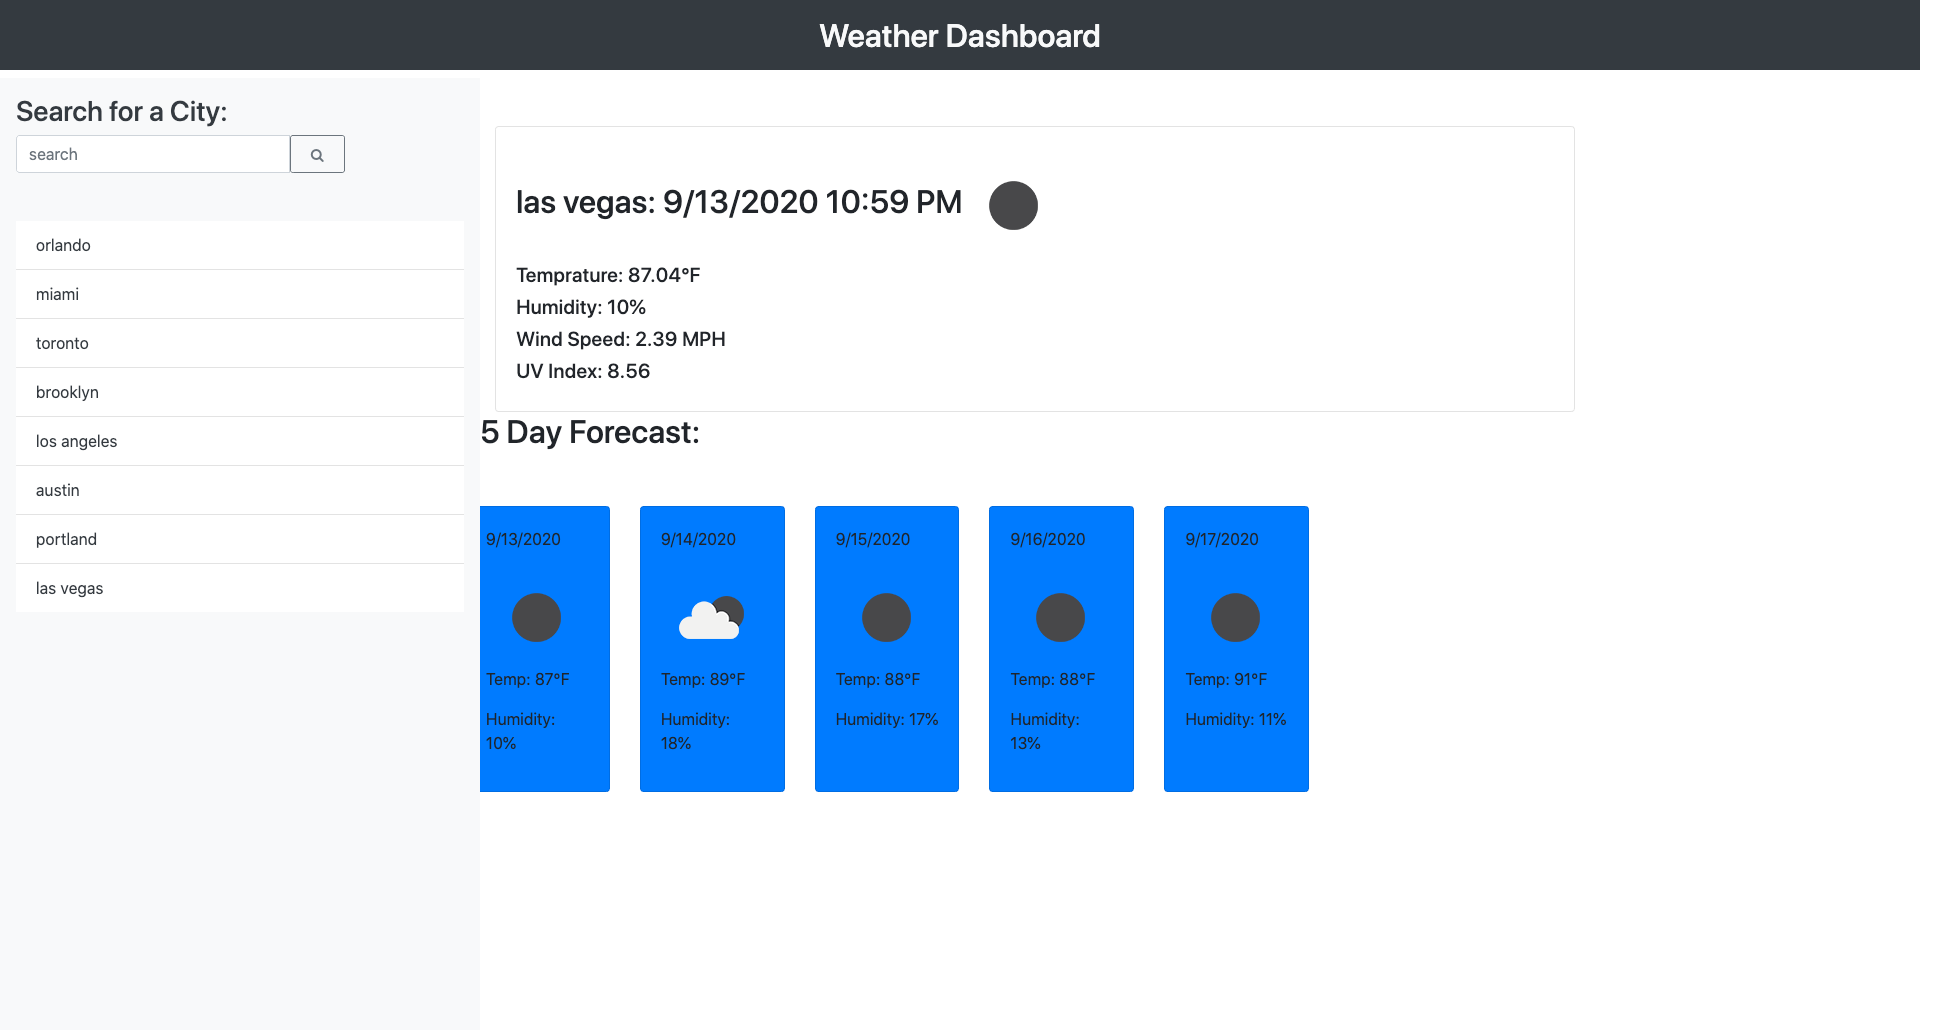 Weather Dashboard
Search for a City:
search
orlando
miami
toronto
brooklyn
los angeles
austin
portland
las vegas
las vegas: 9/13/2020 10:59 PM
Temprature: 87.04°F
Humidity: 10%
Wind Speed: 2.39 MPH
UV Index: 8.56
5 Day Forecast:
9/13/2020
Temp: 87°F
Humidity:
10%
9/14/2020
Temp: 89°F
Humidity:
18%
9/15/2020
Temp: 88°F
Humidity: 17%
9/16/2020
Temp: 88°F
Humidity:
13%
9/17/2020
Temp: 91°F
Humidity: 11%